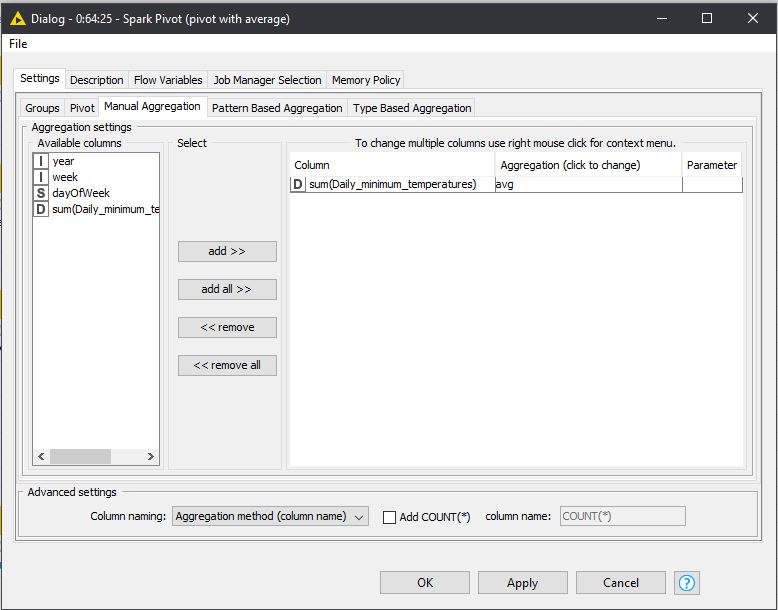 Dialog - 0:64:25 - Spark Pivot (pivot with average)
File
Settings Description Flow Variables Job Manager Selection Memory Policy
Groups Pivot Manual Aggregation Pattern Based Aggregation Type Based Aggregation
Aggregation settings
Available columns
I year
I week
S dayOfWeek
D sum(Daily_minimum_te
Select
add >>
add all >>
<< remove
<< remove all
To change multiple columns use right mouse click for context menu.
Column Aggregation (click to change) Parameter
D sum(Daily_minimum_temperatures) avg
Advanced settings
Column naming: Aggregation method (column name) Add COUNT(*) column name: COUNT(*)
OK Apply Cancel ?